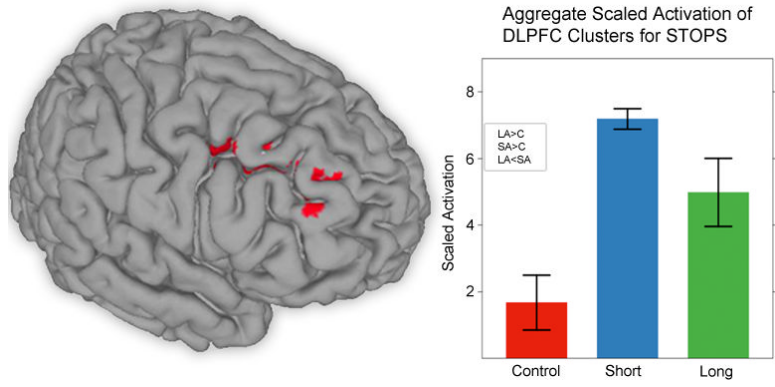 Aggregate Scaled Activation of
DLPFC Clusters for STOPS
8
6
4
2
Scaled Activation
LA>C
SA>C
LA<SA
Control Short Long